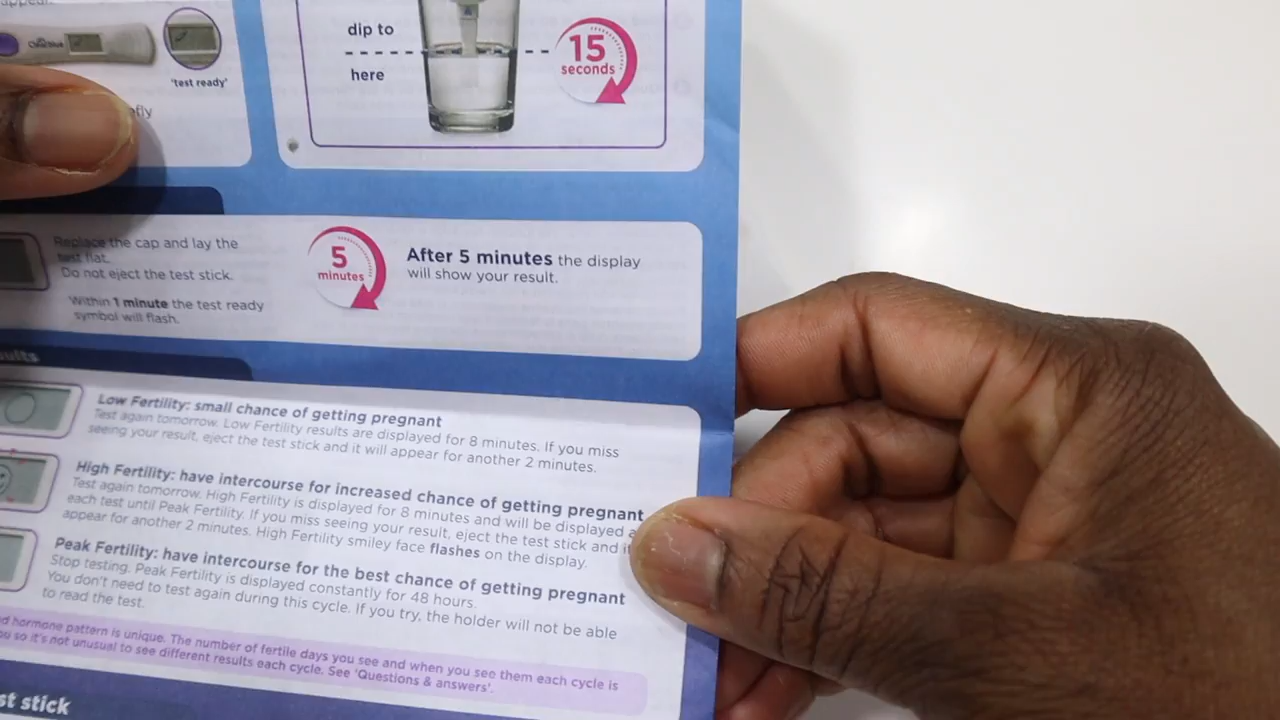 appear.
Clearblue
'test ready'
dip to
here
15
seconds
Replace the cap and lay the
test flat.
Do not eject the test stick.
Within 1 minute the test ready
symbol will flash.
5
minutes
After 5 minutes the display
will show your result.
Low Fertility: small chance of getting pregnant
Test again tomorrow. Low Fertility results are displayed for 8 minutes. If you miss
seeing your result, eject the test stick and it will appear for another 2 minutes.
High Fertility: have intercourse for increased chance of getting pregnant
Test again tomorrow. High Fertility is displayed for 8 minutes and will be displayed
each test until Peak Fertility. If you miss seeing your result, eject the test stick and
appear for another 2 minutes. High Fertility smiley face flashes on the display.
Peak Fertility: have intercourse for the best chance of getting pregnant
Stop testing. Peak Fertility is displayed constantly for 48 hours.
You don't need to test again during this cycle. If you try, the holder will not be able
to read the test.
hormone pattern is unique. The number of fertile days you see and when you see them each cycle is
so it's not unusual to see different results each cycle. See 'Questions & answers'.
stick